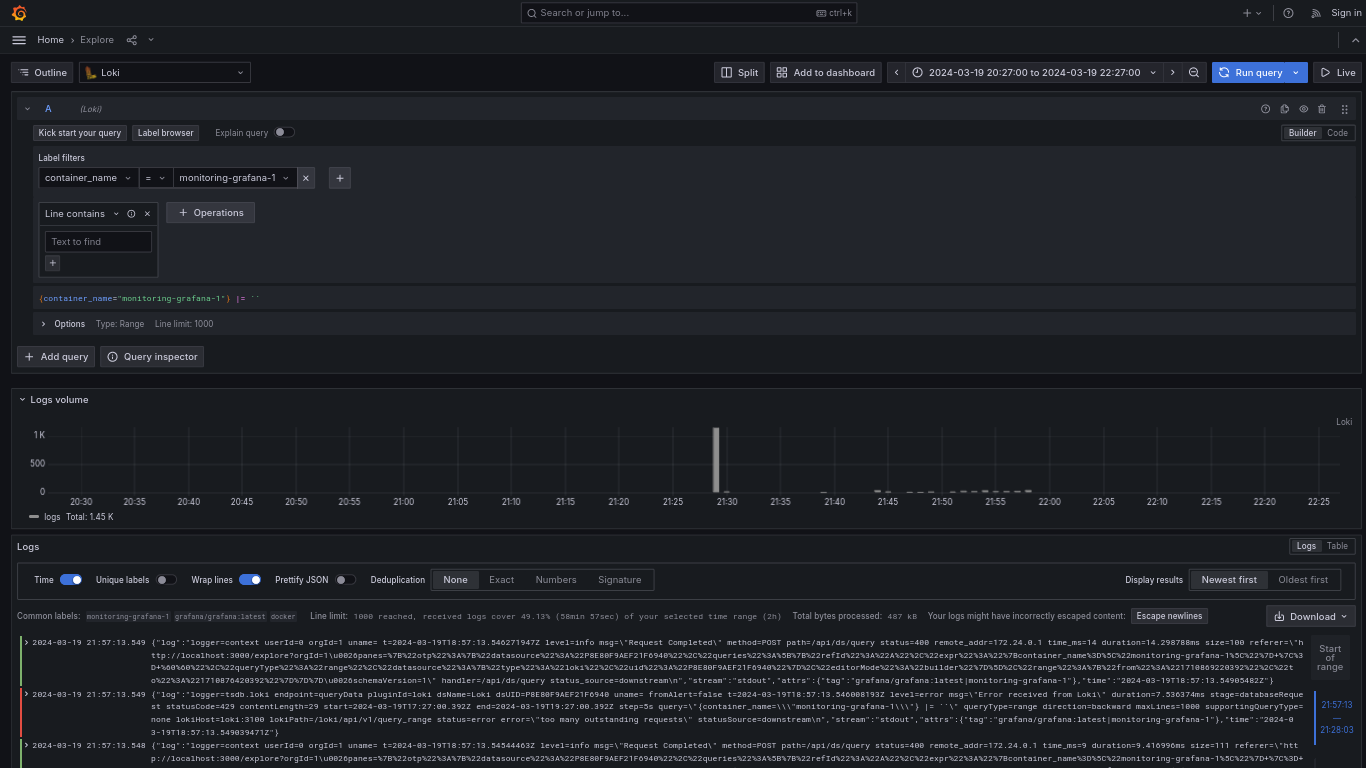 Search or jump to... ctrl+k Sign in
Home › Explore
Outline Loki Split Add to dashboard 2024-03-19 20:27:00 to 2024-03-19 22:27:00 Run query Live
A (Loki)
Kick start your query Label browser Explain query Builder Code
Label filters
container_name = monitoring-grafana-1
Line contains Operations
Text to find
{container_name="monitoring-grafana-1"} |= ``
Options Type: Range Line limit: 1000
Add query Query inspector
Logs volume
Loki
1 K
500
0
20:30 20:35 20:40 20:45 20:50 20:55 21:00 21:05 21:10 21:15 21:20 21:25 21:30 21:35 21:40 21:45 21:50 21:55 22:00 22:05 22:10 22:15 22:20 22:25
logs Total: 1.45 K
Logs Logs Table
Time Unique labels Wrap lines Prettify JSON Deduplication None Exact Numbers Signature Display results Newest first Oldest first
Common labels: monitoring-grafana-1 grafana/grafana:latest docker Line limit: 1000 reached, received logs cover 49.13% (58min 57sec) of your selected time range (2h) Total bytes processed: 487 kB Your logs might have incorrectly escaped content: Escape newlines Download
2024-03-19 21:57:13.549 {"log":"logger=context userId=0 orgId=1 uname= t=2024-03-19T18:57:13.546271947Z level=info msg=\"Request Completed\" method=POST path=/api/ds/query status=400 remote_addr=172.24.0.1 time_ms=14 duration=14.298788ms size=100 referer=\"h
ttp://localhost:3000/explore?orgId=1\u0026panes=%7B%22otp%22%3A%7B%22datasource%22%3A%22P8E80F9AEF21F6940%22%2C%22queries%22%3A%5B%7B%22refId%22%3A%22A%22%2C%22expr%22%3A%22%7Bcontainer_name%3D%5C%22monitoring-grafana-1%5C%22%7D+%7C%3
D+%60%60%22%2C%22queryType%22%3A%22range%22%2C%22datasource%22%3A%7B%22type%22%3A%22loki%22%2C%22uid%22%3A%22P8E80F9AEF21F6940%22%7D%2C%22editorMode%22%3A%22builder%22%7D%5D%2C%22range%22%3A%7B%22from%22%3A%221710869220392%22%2C%22t
o%22%3A%221710876420392%22%7D%7D%7D\u0026schemaVersion=1\" handler=/api/ds/query status_source=downstream\n","stream":"stdout","attrs":{"tag":"grafana/grafana:latest|monitoring-grafana-1"},"time":"2024-03-19T18:57:13.54905482Z"}
Start
of
range
2024-03-19 21:57:13.549 {"log":"logger=tsdb.loki endpoint=queryData pluginId=loki dsName=Loki dsUID=P8E80F9AEF21F6940 uname= fromAlert=false t=2024-03-19T18:57:13.546008193Z level=error msg=\"Error received from Loki\" duration=7.536374ms stage=databaseReque
st statusCode=429 contentLength=29 start=2024-03-19T17:27:00.392Z end=2024-03-19T19:27:00.392Z step=5s query=\"{container_name=\\\"monitoring-grafana-1\\\"} |= ``\" queryType=range direction=backward maxLines=1000 supportingQueryType=
none lokiHost=loki:3100 lokiPath=/loki/api/v1/query_range status=error error=\"too many outstanding requests\" statusSource=downstream\n","stream":"stdout","attrs":{"tag":"grafana/grafana:latest|monitoring-grafana-1"},"time":"2024-0
3-19T18:57:13.549039471Z"}
21:57:13
—
21:28:03
2024-03-19 21:57:13.548 {"log":"logger=context userId=0 orgId=1 uname= t=2024-03-19T18:57:13.54544463Z level=info msg=\"Request Completed\" method=POST path=/api/ds/query status=400 remote_addr=172.24.0.1 time_ms=9 duration=9.416996ms size=111 referer=\"htt
p://localhost:3000/explore?orgId=1\u0026panes=%7B%22otp%22%3A%7B%22datasource%22%3A%22P8E80F9AEF21F6940%22%2C%22queries%22%3A%5B%7B%22refId%22%3A%22A%22%2C%22expr%22%3A%22%7Bcontainer_name%3D%5C%22monitoring-grafana-1%5C%22%7D+%7C%3D+